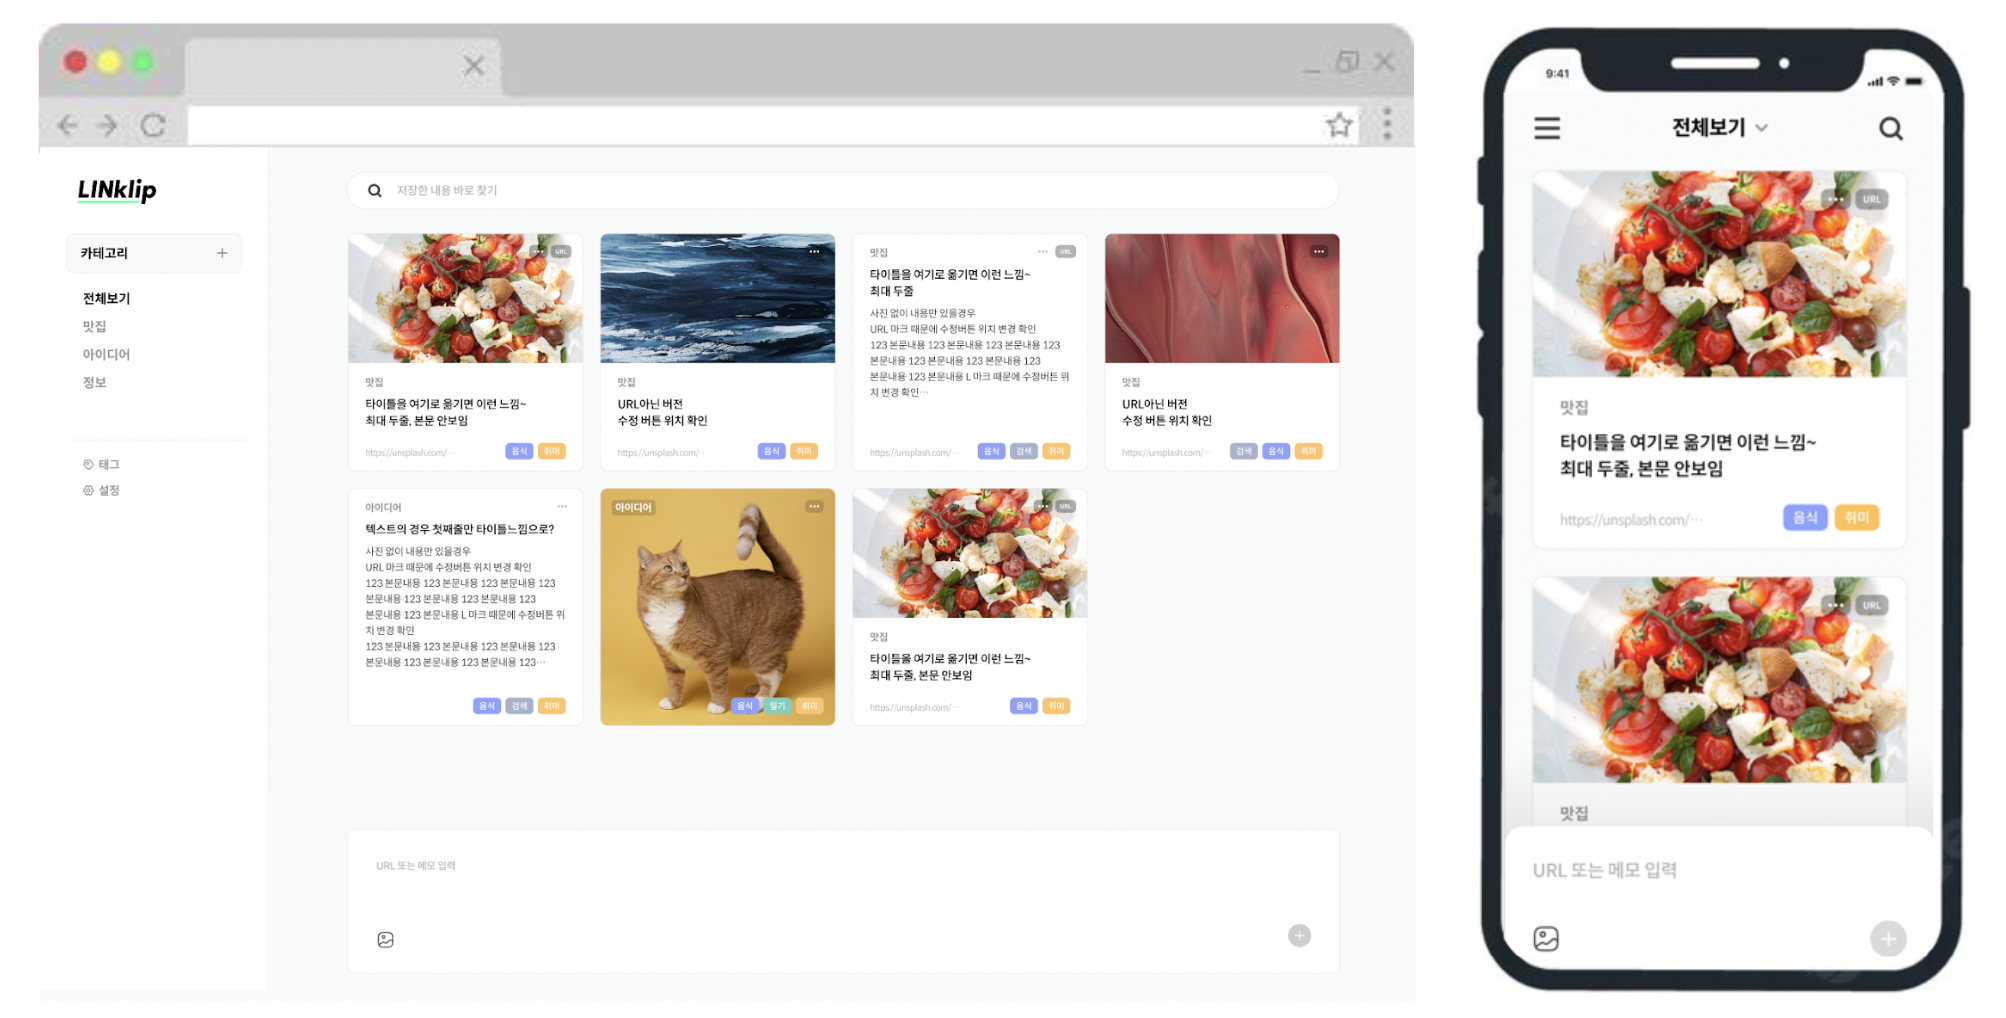 LINklip
카테고리
전체보기
맛집
아이디어
정보
태그
설정
저장한 내용 바로 찾기
URL
맛집
타이틀을 여기로 옮기면 이런 느낌~
최대 두줄, 본문 안보임
https://unsplash.com/…
음식 취미
맛집
URL아닌 버전
수정 버튼 위치 확인
https://unsplash.com/…
음식 취미
맛집
URL
타이틀을 여기로 옮기면 이런 느낌~
최대 두줄
사진 없이 내용만 있을경우
URL 마크 때문에 수정버튼 위치 변경 확인
123 본문내용 123 본문내용 123 본문내용 123
본문내용 123 본문내용 123 본문내용 123
본문내용 123 본문내용 L 마크 때문에 수정버튼 위
치 변경 확인…
https://unsplash.com/…
음식 검색 취미
맛집
URL아닌 버전
수정 버튼 위치 확인
https://unsplash.com/…
검색 음식 취미
아이디어
텍스트의 경우 첫째줄만 타이틀느낌으로?
사진 없이 내용만 있을경우
URL 마크 때문에 수정버튼 위치 변경 확인
123 본문내용 123 본문내용 123 본문내용 123
본문내용 123 본문내용 123 본문내용 123
본문내용 123 본문내용 L 마크 때문에 수정버튼 위
치 변경 확인
123 본문내용 123 본문내용 123 본문내용 123
본문내용 123 본문내용 123 본문내용 123…
음식 검색 취미
아이디어
음식 일기 취미
URL
맛집
타이틀을 여기로 옮기면 이런 느낌~
최대 두줄, 본문 안보임
https://unsplash.com/…
음식 취미
URL 또는 메모 입력
9:41
전체보기
URL
맛집
타이틀을 여기로 옮기면 이런 느낌~
최대 두줄, 본문 안보임
https://unsplash.com/…
음식 취미
URL
맛집
URL 또는 메모 입력